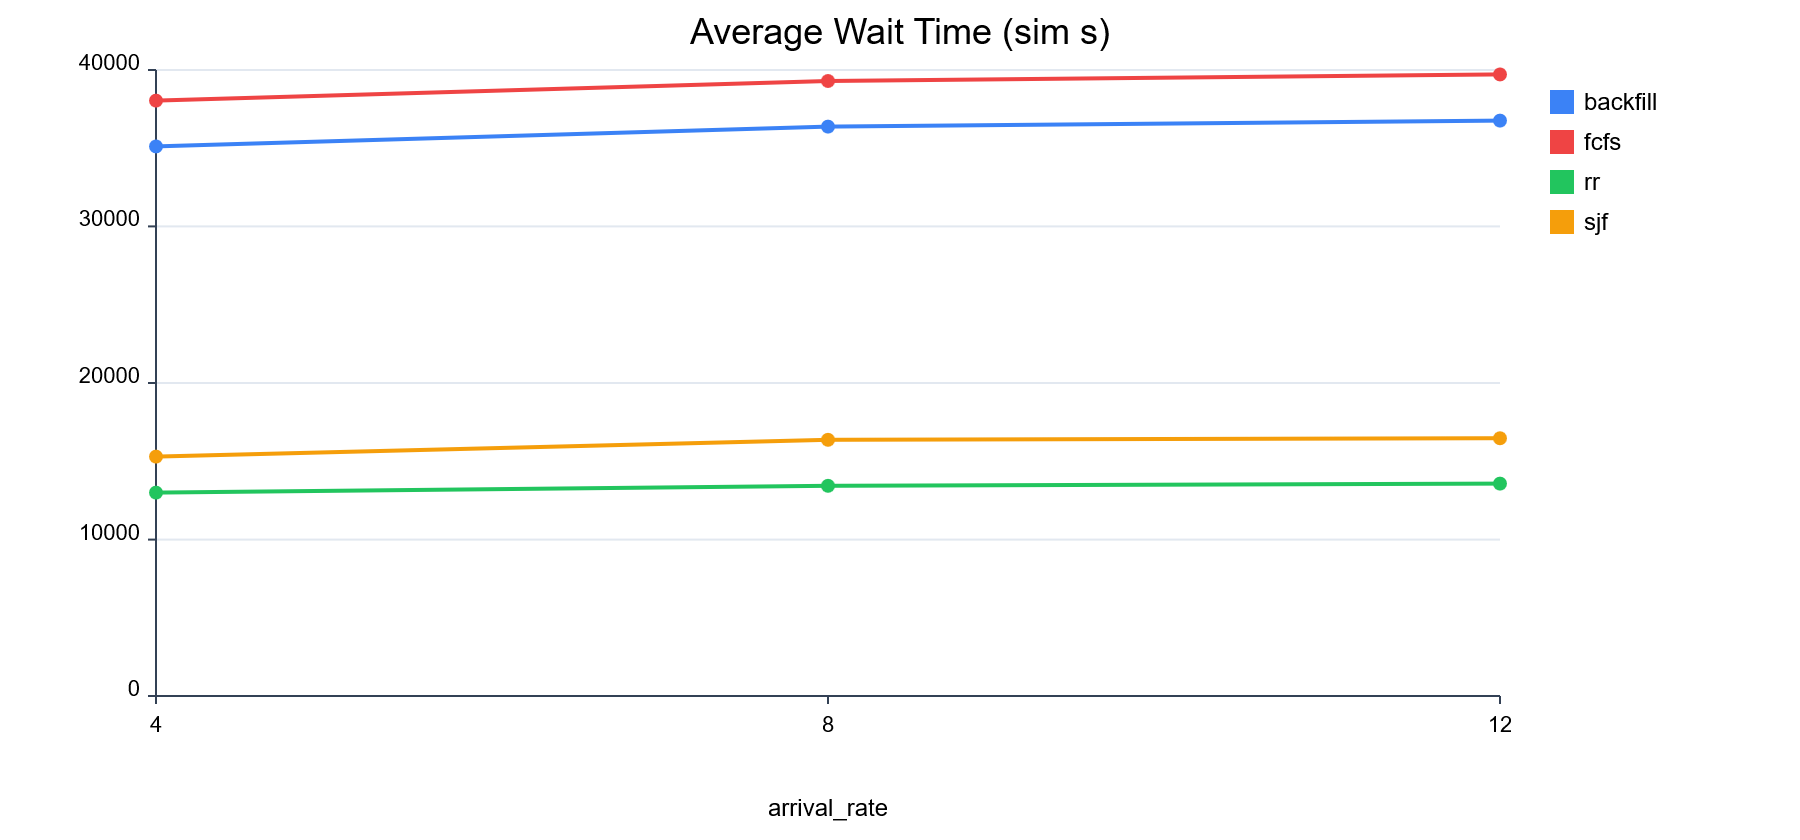 Average Wait Time (sim s)
40000
30000
20000
10000
0
4
8
12
arrival_rate
backfill
fcfs
rr
sjf